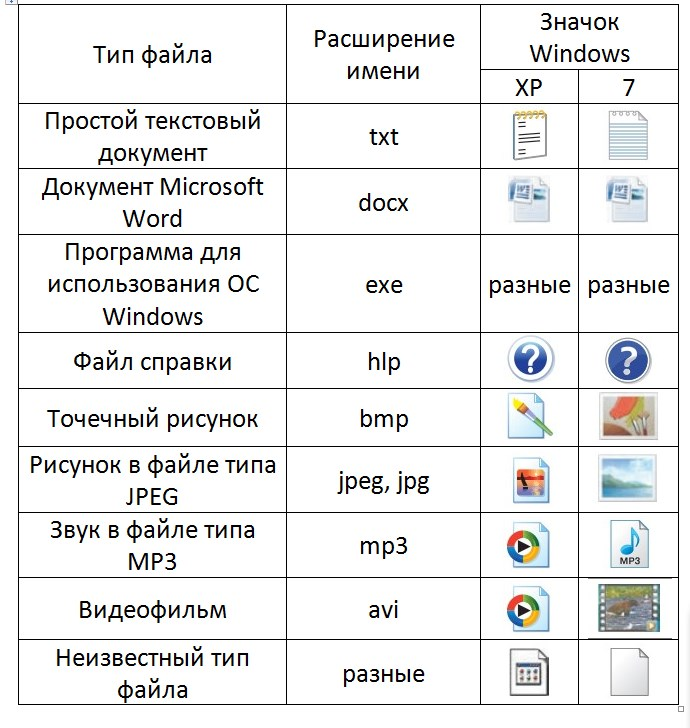 Тип файла
Расширение
имени
Значок
Windows
XP
7
Простой текстовый
документ
txt
Документ Microsoft
Word
docx
Программа для
использования ОС
Windows
exe
разные
разные
Файл справки
hlp
Точечный рисунок
bmp
Рисунок в файле типа
JPEG
jpeg, jpg
Звук в файле типа
MP3
mp3
MP3
Видеофильм
avi
Неизвестный тип
файла
разные